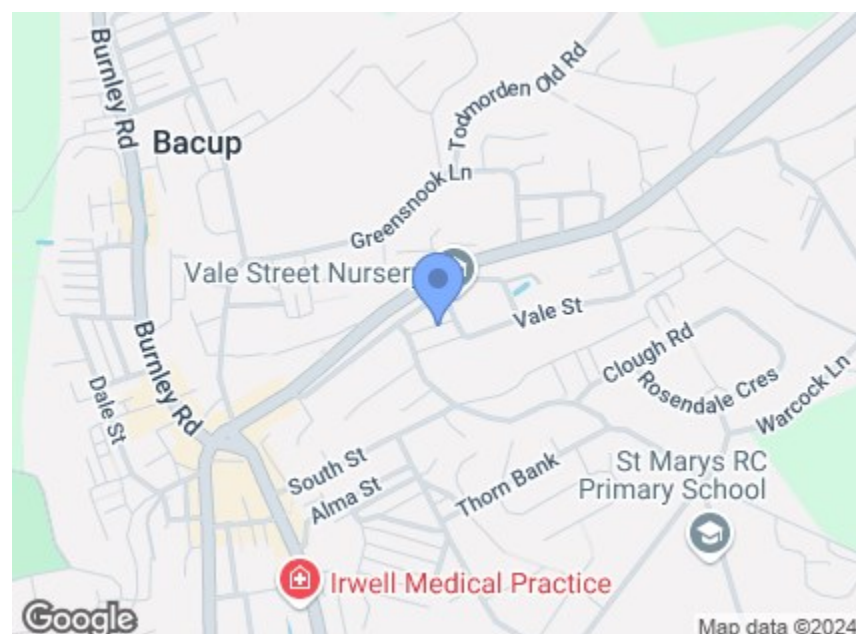 Burnley Rd
Bacup
Todmorden Old Rd
Greensnook Ln
Vale Street Nursery
Vale St
Burnley Rd
Dale St
Clough Rd
Rosendale Cres
Warcock Ln
South St
Alma St
Thorn Bank
St Marys RC
Primary School
Irwell Medical Practice
Google
Map data ©2024